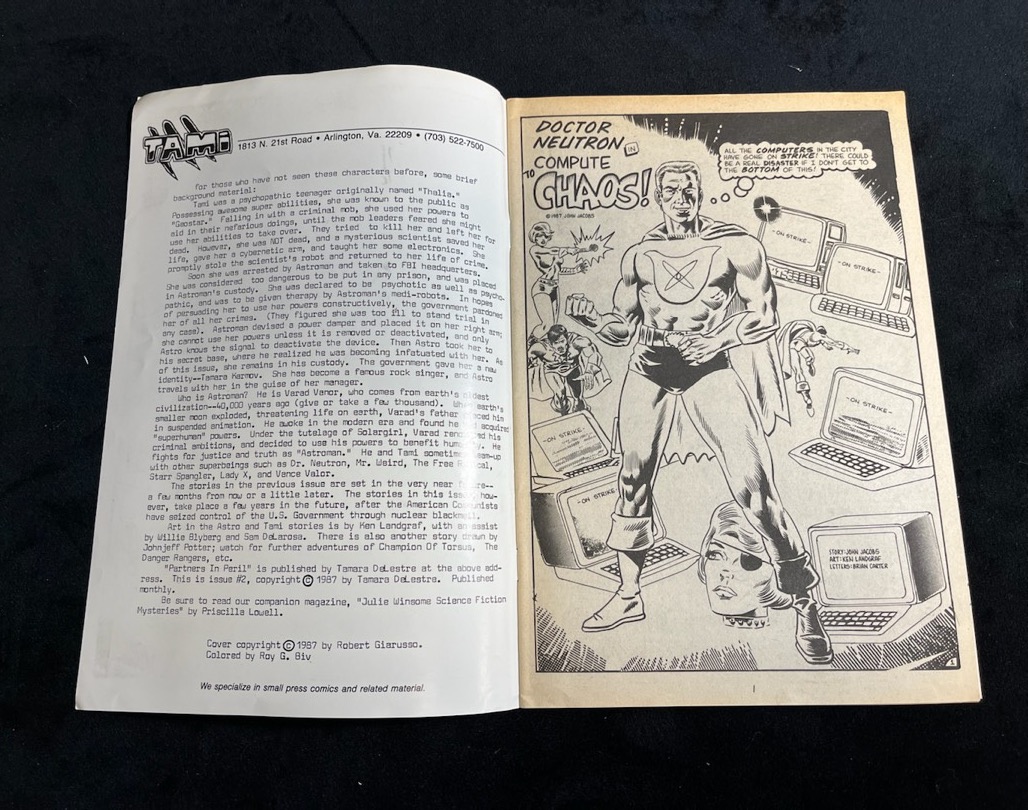 TAMI
1813 N. 21st Road • Arlington, Va. 22209 • (703) 522-7500
For those who have not seen these characters before, some brief
background material:
Tami was a psychopathic teenager originally named "Thalia."
Possessing awesome super abilities, she was known to the public as
"Geostar." Falling in with a criminal mob, she used her powers to
aid in their nefarious doings, until the mob leaders feared she might
use her abilities to take over. They tried to kill her and left her for
dead. However, she was NOT dead, and a mysterious scientist saved her
life, gave her a cybernetic arm, and taught her some electronics. She
promptly stole the scientist's robot and returned to her life of crime.
Soon she was arrested by Astroman and taken to FBI headquarters.
She was considered too dangerous to be put in any prison, and was placed
in Astroman's custody. She was declared to be psychotic as well as psycho-
pathic, and was to be given therapy by Astroman's medi-robots. In hopes
of persuading her to use her powers constructively, the government pardoned
her of all her crimes. (They figured she was too ill to stand trial in
any case). Astroman devised a power damper and placed it on her right arm;
she cannot use her powers unless it is removed or deactivated, and only
Astro knows the signal to deactivate the device. Then Astro took her to
his secret base, where he realized he was becoming infatuated with her. As
of this issue, she remains in his custody. The government gave her a new
identity--Tamara Karmov. She has become a famous rock singer, and Astro
travels with her in the guise of her manager.
Who is Astroman? He is Varad Vanor, who comes from earth's oldest
civilization--40,000 years ago (give or take a few thousand). When earth's
smaller moon exploded, threatening life on earth, Varad's father placed his
in suspended animation. He awoke in the modern era and found he acquired
"superhuman" powers. Under the tutelage of Solargirl, Varad his
criminal ambitions, and decided to use his powers to benefit He
fights for justice and truth as "Astroman." He and Tami sometimes team-up
with other superbeings such as Dr. Neutron, Mr. Weird, The Free
Starr Spangler, Lady X, and Vance Valor.
The stories in the previous issue are set in the very near
a few months from now or a little later. The stories in this issue, how-
ever, take place a few years in the future, after the American Communists
have seized control of the U.S. Government through nuclear blackmail.
Art in the Astro and Tami stories is by Ken Landgraf, with an assist
by Willie Blyberg and Sam DeLarosa. There is also another story drawn by
Johnjeff Potter; watch for further adventures of Champion Of Torsus, The
Danger Rangers, etc.
"Partners In Peril" is published by Tamara DeLestre at the above add-
ress. This is issue #2, copyright © 1987 by Tamara DeLestre. Published
monthly.
Be sure to read our companion magazine, "Julie Winsome Science Fiction
Mysteries" by Priscilla Lowell.
Cover copyright © 1987 by Robert Giarusso.
Colored by Roy G. Biv
We specialize in small press comics and related material.
DOCTOR
NEUTRON IN
COMPUTE
TO CHAOS!
© 1987 JOHN JACOBS
ALL THE COMPUTERS IN THE CITY
HAVE GONE ON STRIKE! THERE COULD
BE A REAL DISASTER IF I DON'T GET TO
THE BOTTOM OF THIS!
-ON STRIKE-
-ON STRIKE-
-ON STRIKE-
-ON STRIKE-
-ON STRIKE
STORY: JOHN JACOBS
ART: KEN LANDGRAF
LETTERS: BRIAN CARTER
1
1